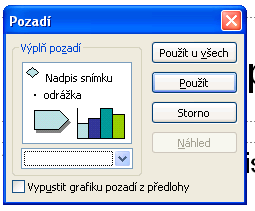 Pozadí
Výplň pozadí
Nadpis snímku
• odrážka
Vypustit grafiku pozadí z předlohy
Použít u všech
Použít
Storno
Náhled